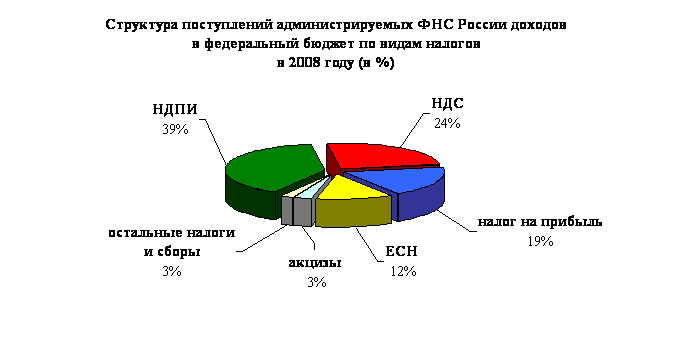 Структура поступлений администрируемых ФНС России доходов
в федеральный бюджет по видам налогов
в 2008 году (в %)
НДПИ
39%
НДС
24%
налог на прибыль
19%
ЕСН
12%
акцизы
3%
остальные налоги
и сборы
3%